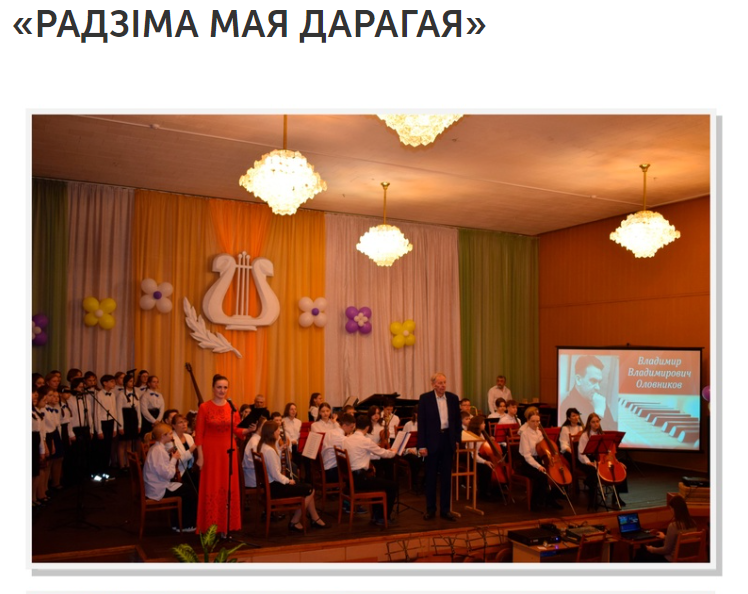 «РАДЗІМА МАЯ ДАРАГАЯ»
Владимир
Владимирович
Оловников